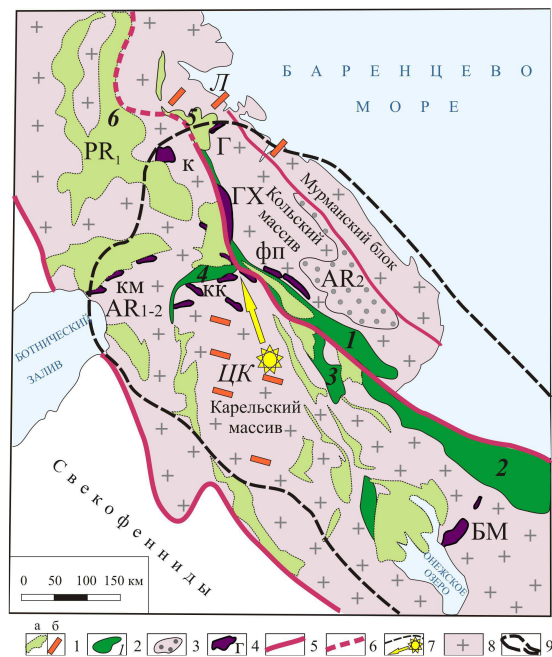 БАРЕНЦЕВО
МОРЕ
Л
5
6
Г
PR1
К
Мурманский блок
Кольский
массив
ГХ
фп
AR2
4
км
кк
AR1-2
1
БОТНИЧЕСКИЙ
ЗАЛИВ
3
ЦК
Карельский
массив
2
Свекофенниды
БМ
ОНЕЖСКОЕ
ОЗЕРО
0 50 100 150 км
а б
1 1 2 3 Г 4 5 6 7 8 9